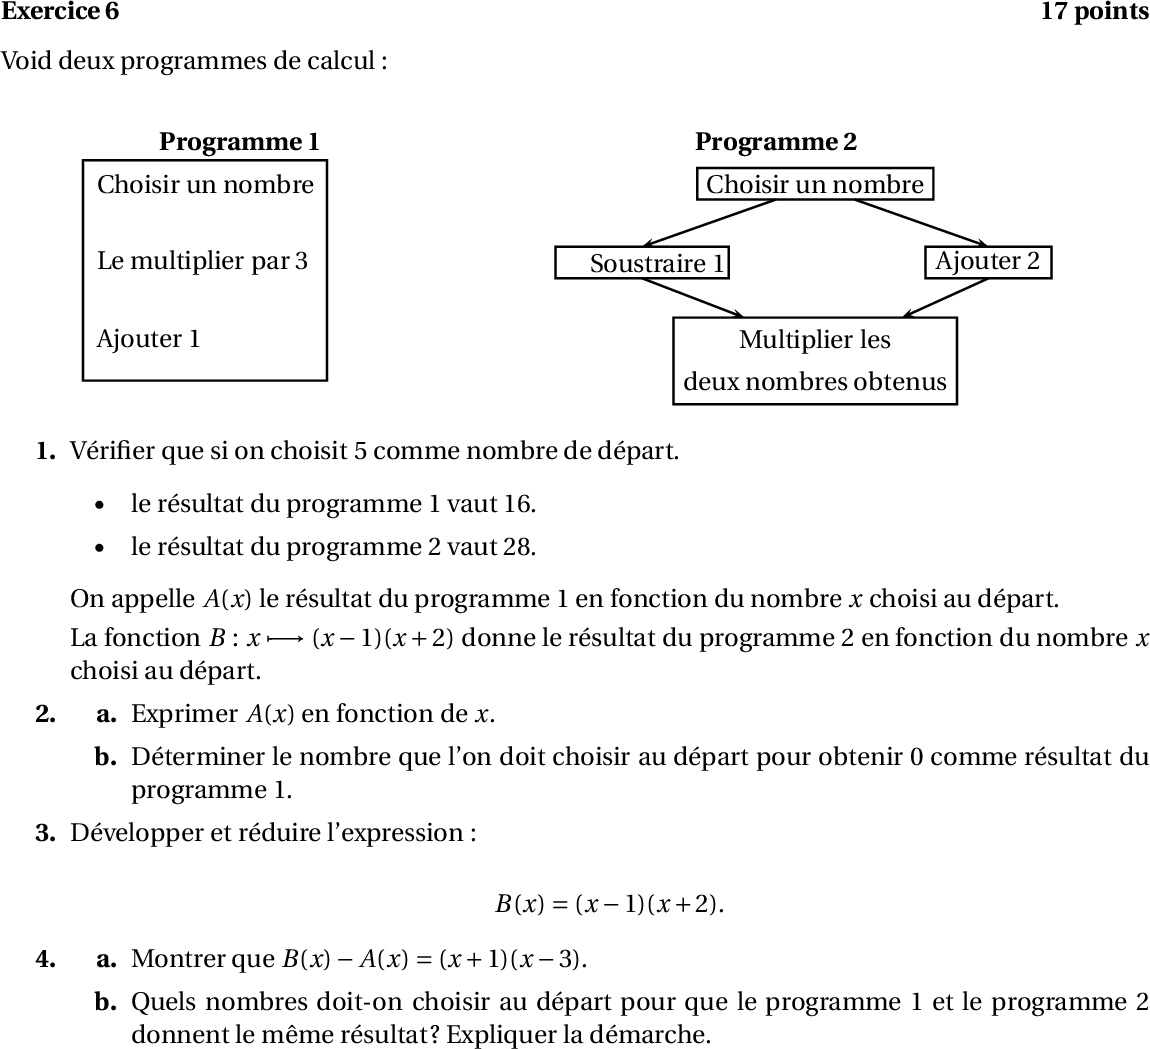 Exercice 6 17 points
Void deux programmes de calcul :
Programme 1
Choisir un nombre
Le multiplier par 3
Ajouter 1
Programme 2
Choisir un nombre
Soustraire 1
Ajouter 2
Multiplier les
deux nombres obtenus
1. Vérifier que si on choisit 5 comme nombre de départ.
• le résultat du programme 1 vaut 16.
• le résultat du programme 2 vaut 28.
On appelle A(x) le résultat du programme 1 en fonction du nombre x choisi au départ.
La fonction B : x ⟼ (x − 1)(x + 2) donne le résultat du programme 2 en fonction du nombre x
choisi au départ.
2. a. Exprimer A(x) en fonction de x.
b. Déterminer le nombre que l'on doit choisir au départ pour obtenir 0 comme résultat du
programme 1.
3. Développer et réduire l'expression :
B(x) = (x − 1)(x + 2).
4. a. Montrer que B(x) − A(x) = (x + 1)(x − 3).
b. Quels nombres doit-on choisir au départ pour que le programme 1 et le programme 2
donnent le même résultat? Expliquer la démarche.